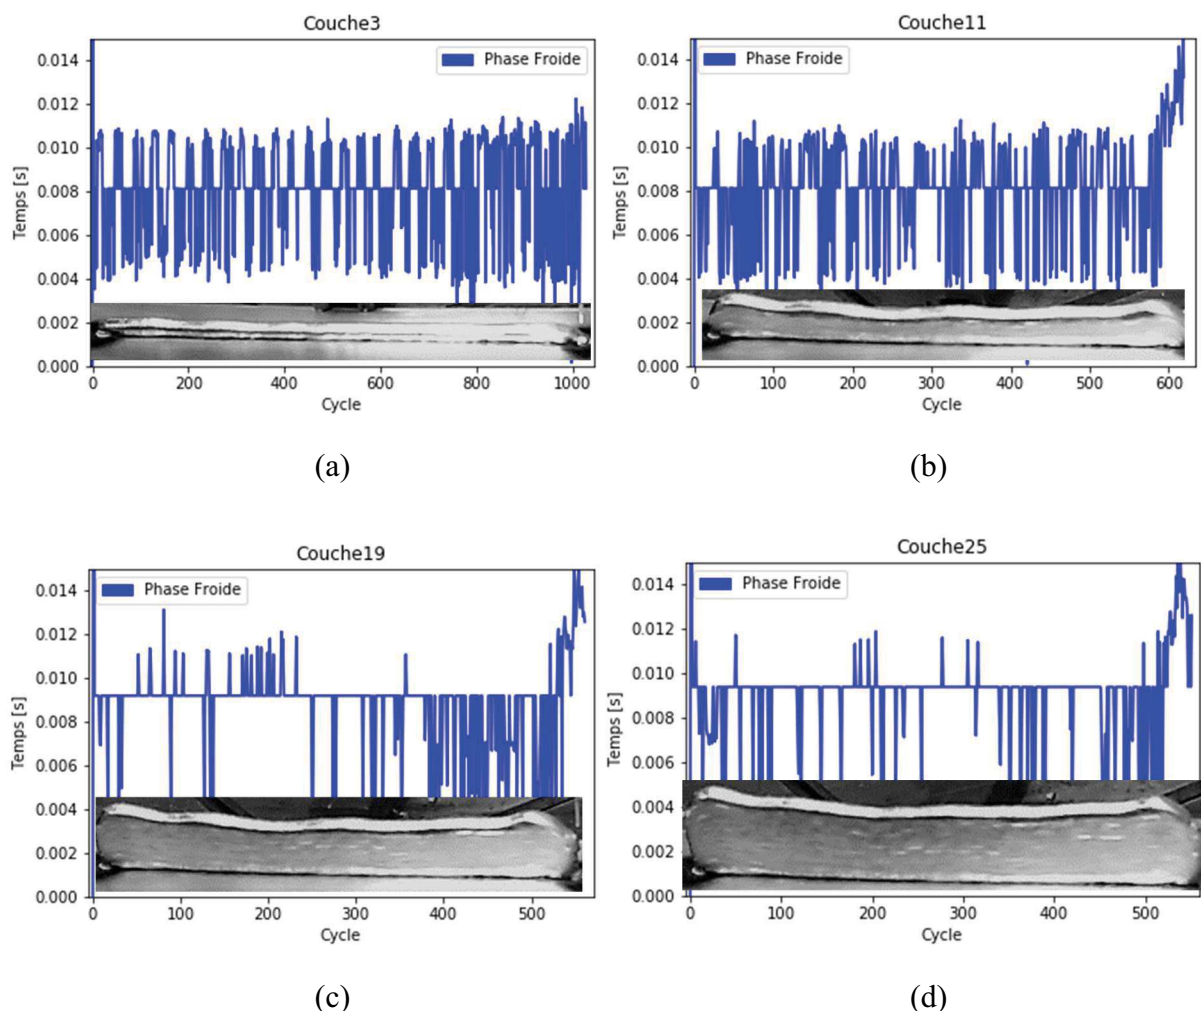 Couche3
Phase Froide
Temps [s]
0.014
0.012
0.010
0.008
0.006
0.004
0.002
0.000
0 200 400 600 800 1000
Cycle
(a)
Couche11
Phase Froide
Temps [s]
0.014
0.012
0.010
0.008
0.006
0.004
0.002
0.000
0 100 200 300 400 500 600
Cycle
(b)
Couche19
Phase Froide
Temps [s]
0.014
0.012
0.010
0.008
0.006
0.004
0.002
0.000
0 100 200 300 400 500
Cycle
(c)
Couche25
Phase Froide
Temps [s]
0.014
0.012
0.010
0.008
0.006
0.004
0.002
0.000
0 100 200 300 400 500
Cycle
(d)